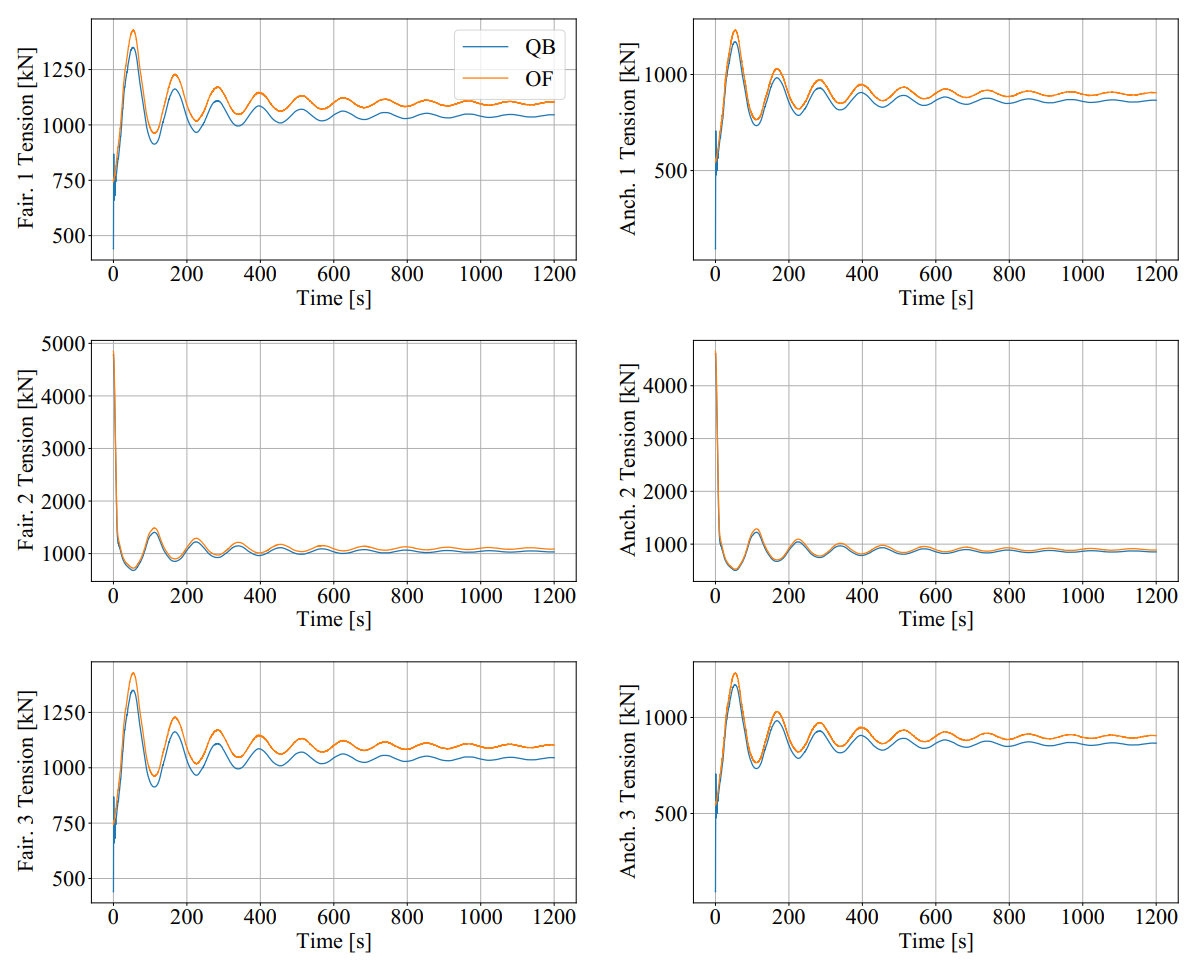 Fair. 1 Tension [kN]
1250
1000
750
500
QB
OF
0 200 400 600 800 1000 1200
Time [s]
Anch. 1 Tension [kN]
1000
500
0 200 400 600 800 1000 1200
Time [s]
Fair. 2 Tension [kN]
5000
4000
3000
2000
1000
0 200 400 600 800 1000 1200
Time [s]
Anch. 2 Tension [kN]
4000
3000
2000
1000
0 200 400 600 800 1000 1200
Time [s]
Fair. 3 Tension [kN]
1250
1000
750
500
0 200 400 600 800 1000 1200
Time [s]
Anch. 3 Tension [kN]
1000
500
0 200 400 600 800 1000 1200
Time [s]